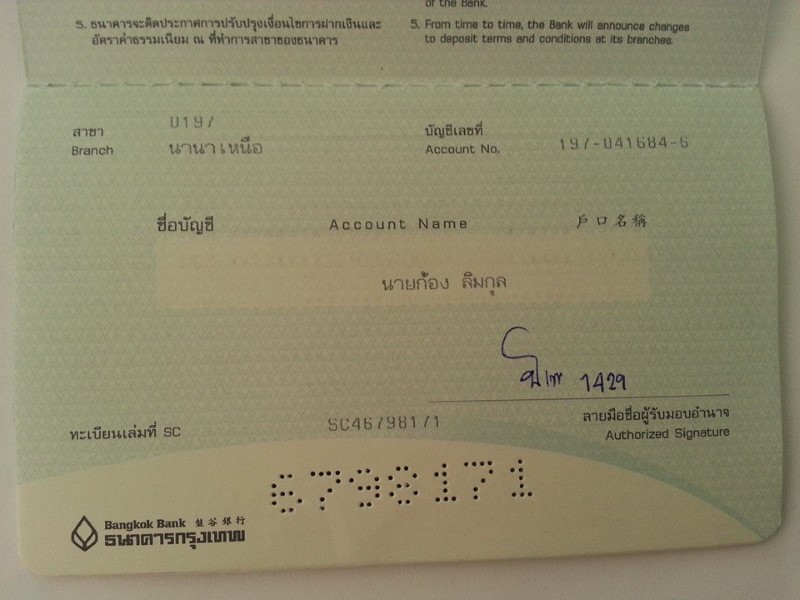 of the Bank.
5. ธนาคารจะติดประกาศการปรับปรุงเงื่อนไขการฝากเงินและ
อัตราค่าธรรมเนียม ณ ที่ทำการสาขาของธนาคาร
5. From time to time, the Bank will announce changes
to deposit terms and conditions at its branches.
สาขา 0197
Branch นานาเหนือ
บัญชีเลขที่
Account No. 197-041684-6
ชื่อบัญชี Account Name 戶口名稱
นายก้อง ลิมกุล
1429
ลายมือชื่อผู้รับมอบอำนาจ
Authorized Signature
ทะเบียนเล่มที่ SC SC46798171
6798171
Bangkok Bank 盤谷銀行
ธนาคารกรุงเทพ